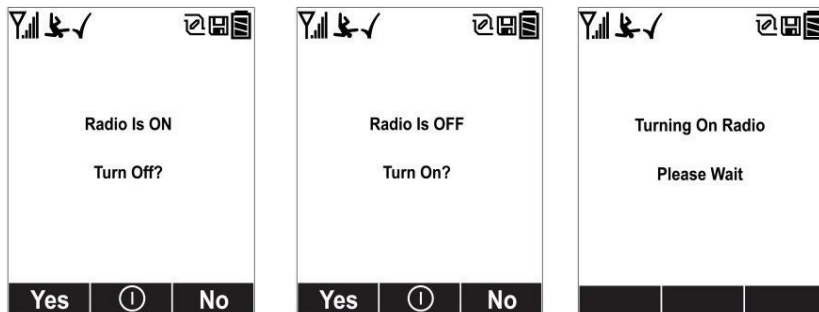 Radio Is ON
Turn Off?
Yes No
Radio Is OFF
Turn On?
Yes No
Turning On Radio
Please Wait